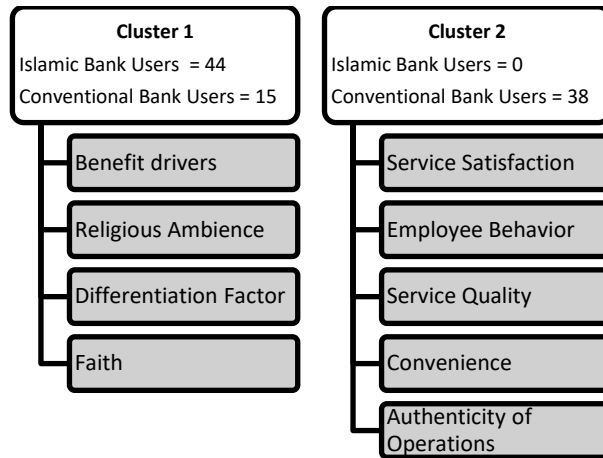 Cluster 1
Islamic Bank Users = 44
Conventional Bank Users = 15
Benefit drivers
Religious Ambience
Differentiation Factor
Faith
Cluster 2
Islamic Bank Users = 0
Conventional Bank Users = 38
Service Satisfaction
Employee Behavior
Service Quality
Convenience
Authenticity of
Operations